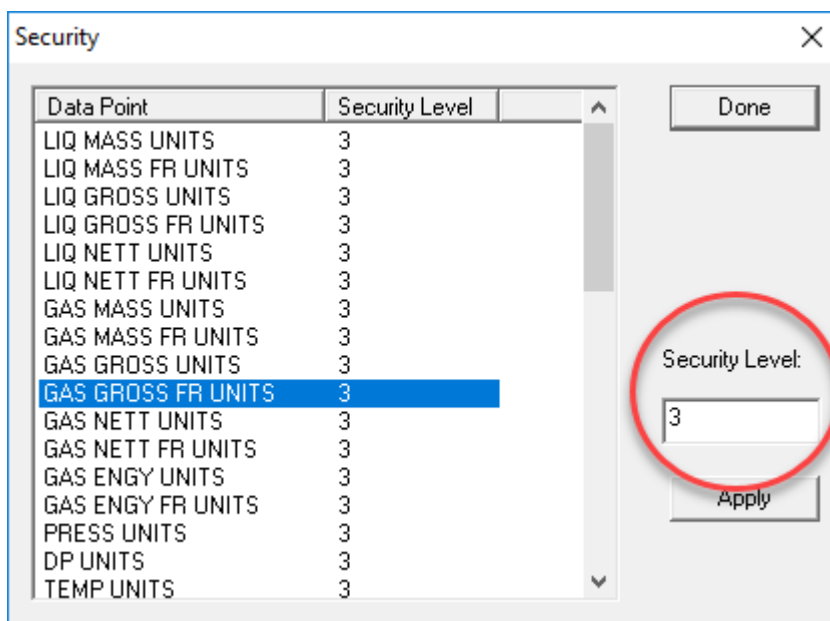 Security
Data Point Security Level
Done
LIQ MASS UNITS 3
LIQ MASS FR UNITS 3
LIQ GROSS UNITS 3
LIQ GROSS FR UNITS 3
LIQ NETT UNITS 3
LIQ NETT FR UNITS 3
GAS MASS UNITS 3
GAS MASS FR UNITS 3
GAS GROSS UNITS 3
GAS GROSS FR UNITS 3
GAS NETT UNITS 3
GAS NETT FR UNITS 3
GAS ENGY UNITS 3
GAS ENGY FR UNITS 3
PRESS UNITS 3
DP UNITS 3
TEMP UNITS 3
Security Level:
3
Apply